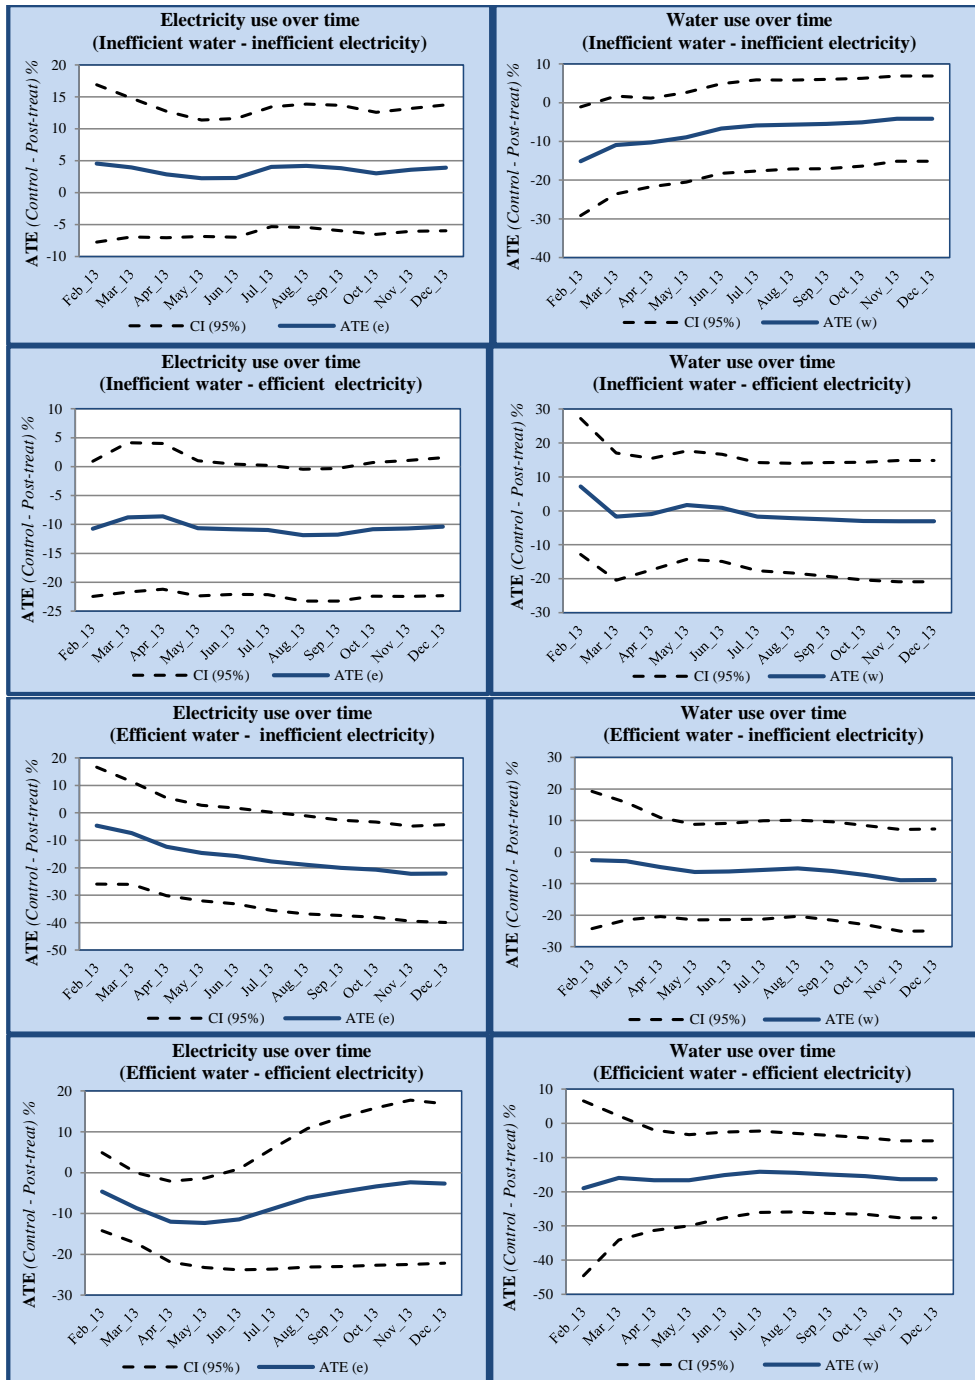 Electricity use over time
(Inefficient water - inefficient electricity)
ATE (Control - Post-treat) %
20
15
10
5
0
-5
-10
Feb_13
Mar_13
Apr_13
May_13
Jun_13
Jul_13
Aug_13
Sep_13
Oct_13
Nov_13
Dec_13
CI (95%)
ATE (e)
Water use over time
(Inefficient water - inefficient electricity)
ATE (Control - Post-treat) %
10
0
-10
-20
-30
-40
Feb_13
Mar_13
Apr_13
May_13
Jun_13
Jul_13
Aug_13
Sep_13
Oct_13
Nov_13
Dec_13
CI (95%)
ATE (w)
Electricity use over time
(Inefficient water - efficient electricity)
ATE (Control - Post-treat) %
10
5
0
-5
-10
-15
-20
-25
Feb_13
Mar_13
Apr_13
May_13
Jun_13
Jul_13
Aug_13
Sep_13
Oct_13
Nov_13
Dec_13
CI (95%)
ATE (e)
Water use over time
(Inefficient water - efficient electricity)
ATE (Control - Post-treat) %
30
20
10
0
-10
-20
-30
Feb_13
Mar_13
Apr_13
May_13
Jun_13
Jul_13
Aug_13
Sep_13
Oct_13
Nov_13
Dec_13
CI (95%)
ATE (w)
Electricity use over time
(Efficient water - inefficient electricity)
ATE (Control - Post-treat) %
20
10
0
-10
-20
-30
-40
-50
Feb_13
Mar_13
Apr_13
May_13
Jun_13
Jul_13
Aug_13
Sep_13
Oct_13
Nov_13
Dec_13
CI (95%)
ATE (e)
Water use over time
(Efficient water - inefficient electricity)
ATE (Control - Post-treat) %
30
20
10
0
-10
-20
-30
Feb_13
Mar_13
Apr_13
May_13
Jun_13
Jul_13
Aug_13
Sep_13
Oct_13
Nov_13
Dec_13
CI (95%)
ATE (w)
Electricity use over time
(Efficient water - efficient electricity)
ATE (Control - Post-treat) %
20
10
0
-10
-20
-30
Feb_13
Mar_13
Apr_13
May_13
Jun_13
Jul_13
Aug_13
Sep_13
Oct_13
Nov_13
Dec_13
CI (95%)
ATE (e)
Water use over time
(Efficicient water - efficient electricity)
ATE (Control - Post-treat) %
10
0
-10
-20
-30
-40
-50
Feb_13
Mar_13
Apr_13
May_13
Jun_13
Jul_13
Aug_13
Sep_13
Oct_13
Nov_13
Dec_13
CI (95%)
ATE (w)